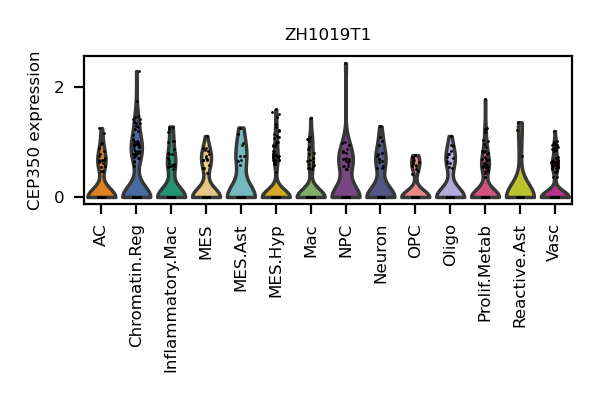 ZH1019T1
CEP350 expression
2
0
AC
Chromatin.Reg
Inflammatory.Mac
MES
MES.Ast
MES.Hyp
Mac
NPC
Neuron
OPC
Oligo
Prolif.Metab
Reactive.Ast
Vasc